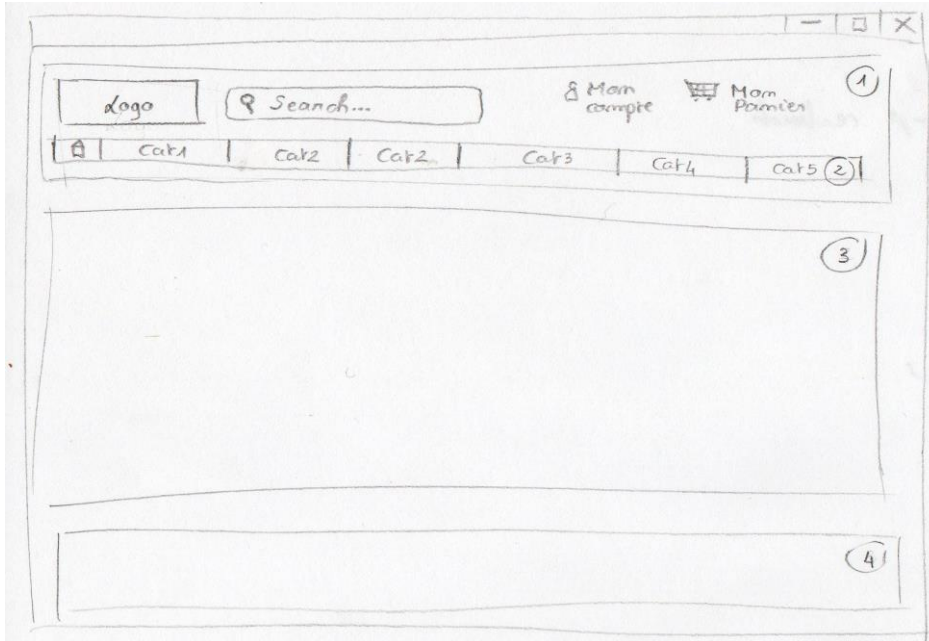 1
Logo
Search...
Mon compte
Mon Panier
Cat1
Cat2
Cat2
Cat3
Cat4
Cat5
2
3
4